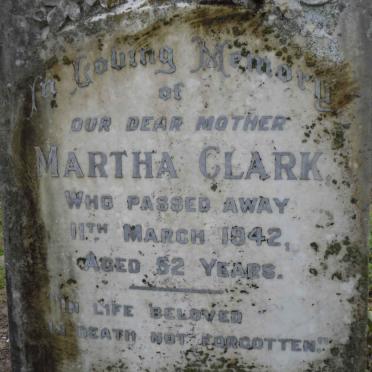 In Loving Memory
of
OUR DEAR MOTHER
MARTHA CLARK
WHO PASSED AWAY
11TH MARCH 1942,
AGED 62 YEARS.
"IN LIFE BELOVED
IN DEATH NOT FORGOTTEN."